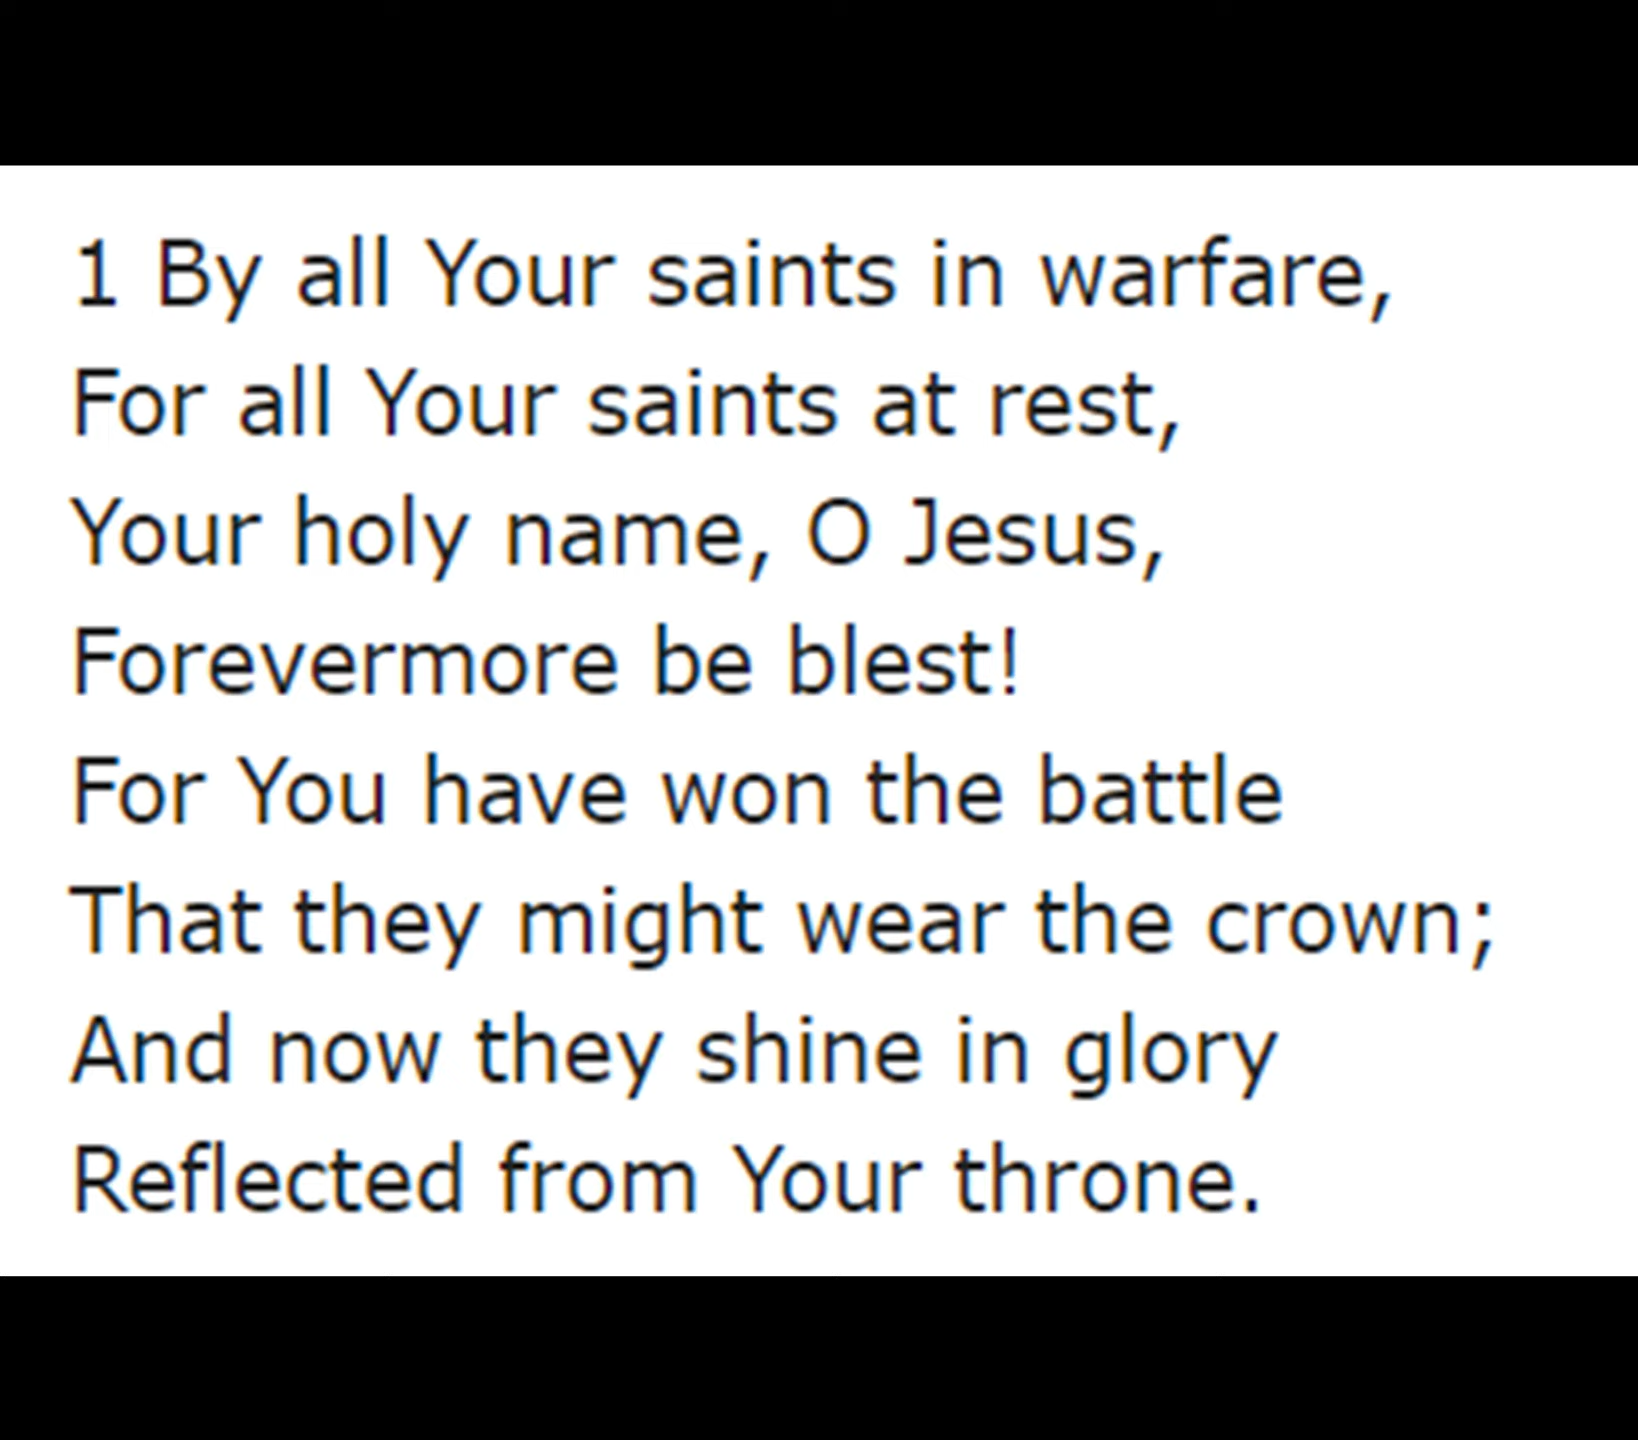 1 By all Your saints in warfare,
For all Your saints at rest,
Your holy name, O Jesus,
Forevermore be blest!
For You have won the battle
That they might wear the crown;
And now they shine in glory
Reflected from Your throne.